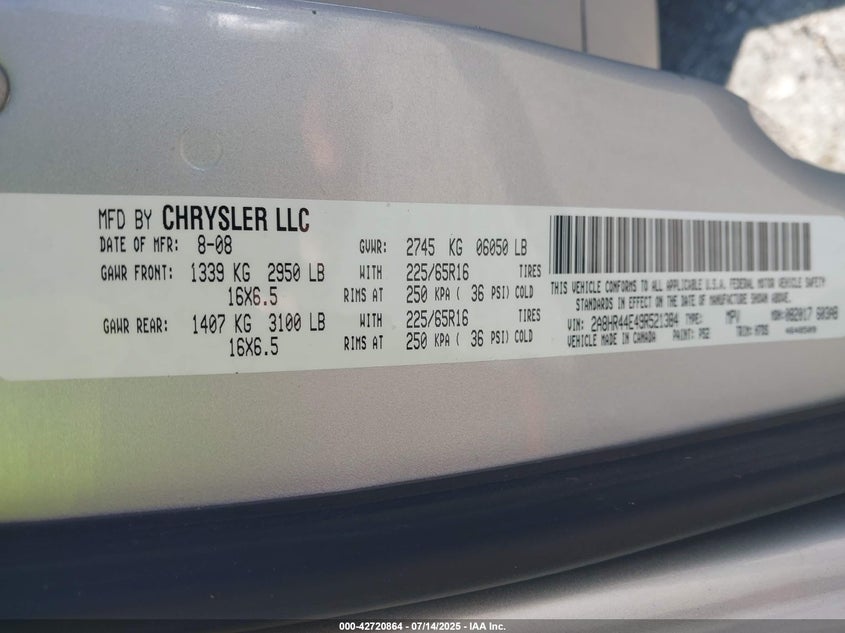 MFD BY CHRYSLER LLC
DATE OF MFR: 8-08 GVWR: 2745 KG 06050 LB
GAWR FRONT: 1339 KG 2950 LB WITH 225/65R16 TIRES
16X6.5 RIMS AT 250 KPA ( 36 PSI) COLD
GAWR REAR: 1407 KG 3100 LB WITH 225/65R16 TIRES
16X6.5 RIMS AT 250 KPA ( 36 PSI) COLD
THIS VEHICLE CONFORMS TO ALL APPLICABLE U.S.A. FEDERAL MOTOR VEHICLE SAFETY
STANDARDS IN EFFECT ON THE DATE OF MANUFACTURE SHOWN ABOVE.
VIN: 2A8HR44E49R521384 TYPE: MPV MDH: 082017 603AB
VEHICLE MADE IN CANADA PAINT: PS2 TRIM:
000-42720864 / 07/14/2025 - IAA Inc.